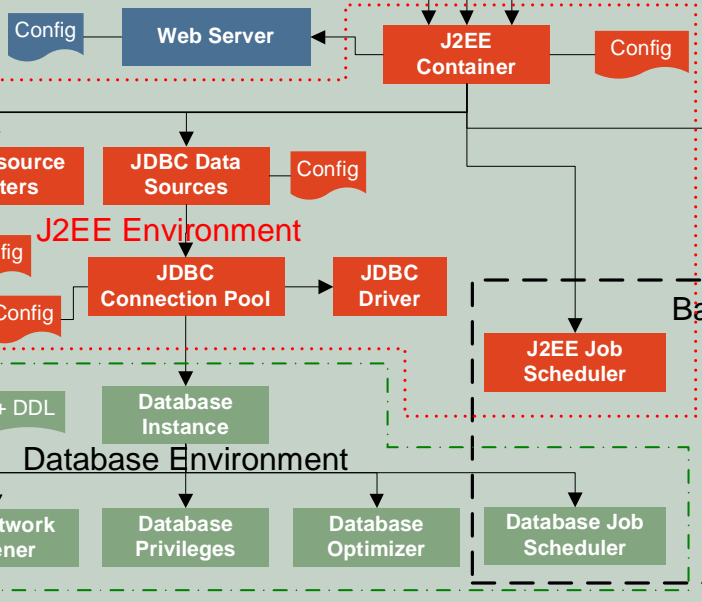 Config
Web Server
J2EE
Container
Config
JDBC Data
Sources
Config
J2EE Environment
JDBC
Connection Pool
JDBC
Driver
Config
J2EE Job
Scheduler
+ DDL
Database
Instance
Database Environment
Database
Privileges
Database
Optimizer
Database Job
Scheduler